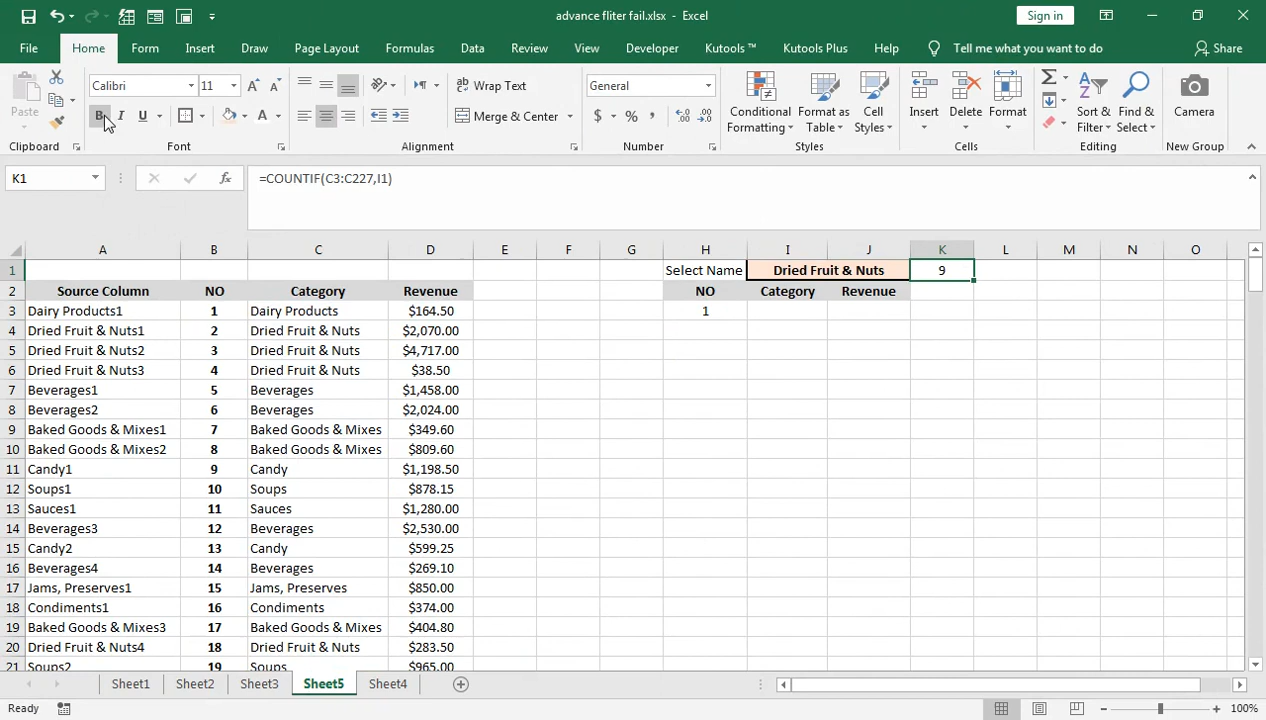 advance fliter fail.xlsx - Excel
Sign in
File Home Form Insert Draw Page Layout Formulas Data Review View Developer Kutools ™ Kutools Plus Help Tell me what you want to do Share
Paste
Calibri 11
B I U A
Wrap Text
Merge & Center
General
$ % ,
Conditional Formatting
Format as Table
Cell Styles
Insert
Delete
Format
Sort & Filter
Find & Select
Camera
Clipboard Font Alignment Number Styles Cells Editing New Group
K1 fx =COUNTIF(C3:C227,I1)
A B C D E F G H I J K L M N O
1 Select Name Dried Fruit & Nuts 9
2 Source Column NO Category Revenue NO Category Revenue
3 Dairy Products1 1 Dairy Products $164.50 1
4 Dried Fruit & Nuts1 2 Dried Fruit & Nuts $2,070.00
5 Dried Fruit & Nuts2 3 Dried Fruit & Nuts $4,717.00
6 Dried Fruit & Nuts3 4 Dried Fruit & Nuts $38.50
7 Beverages1 5 Beverages $1,458.00
8 Beverages2 6 Beverages $2,024.00
9 Baked Goods & Mixes1 7 Baked Goods & Mixes $349.60
10 Baked Goods & Mixes2 8 Baked Goods & Mixes $809.60
11 Candy1 9 Candy $1,198.50
12 Soups1 10 Soups $878.15
13 Sauces1 11 Sauces $1,280.00
14 Beverages3 12 Beverages $2,530.00
15 Candy2 13 Candy $599.25
16 Beverages4 14 Beverages $269.10
17 Jams, Preserves1 15 Jams, Preserves $850.00
18 Condiments1 16 Condiments $374.00
19 Baked Goods & Mixes3 17 Baked Goods & Mixes $404.80
20 Dried Fruit & Nuts4 18 Dried Fruit & Nuts $283.50
21 Soups2 19 Soups $965.00
Sheet1 Sheet2 Sheet3 Sheet5 Sheet4
Ready 100%